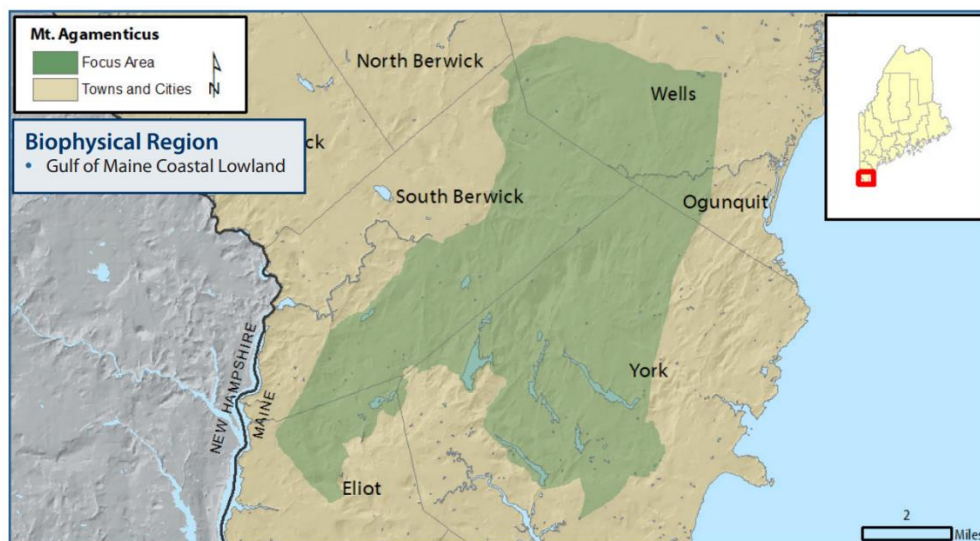 Mt. Agamenticus
Focus Area
Towns and Cities
N
Biophysical Region
• Gulf of Maine Coastal Lowland
North Berwick
Wells
South Berwick
Ogunquit
NEW HAMPSHIRE
MAINE
York
Eliot
2
Miles